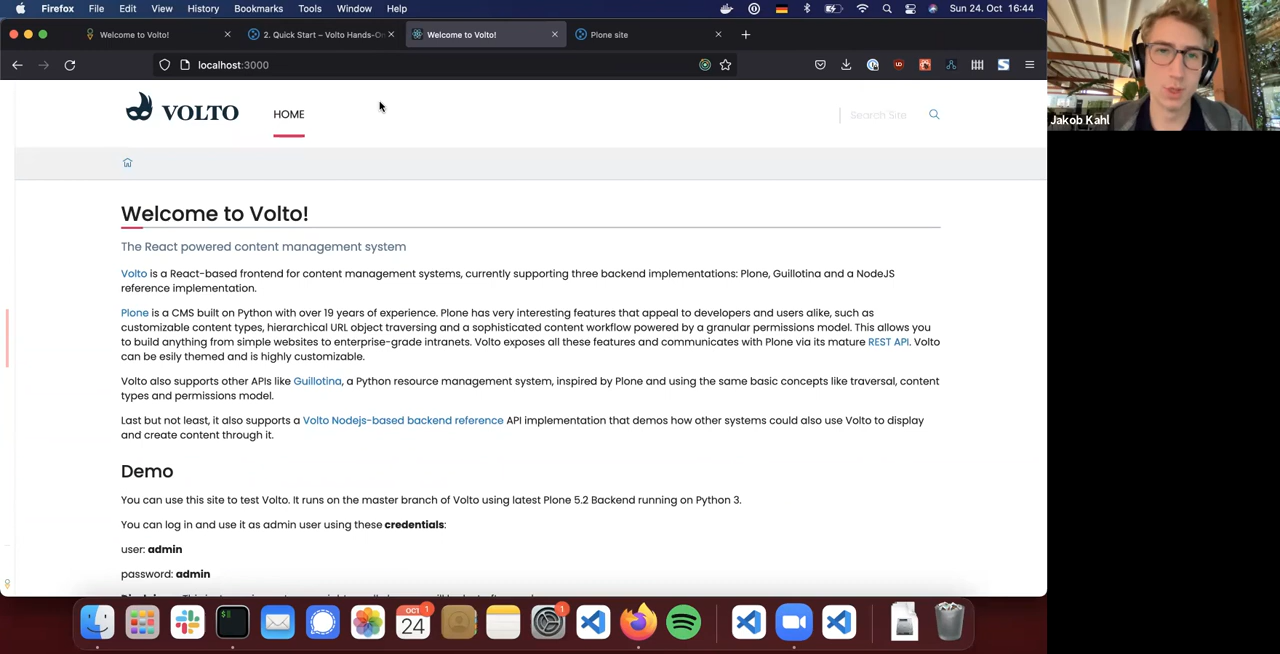 Firefox File Edit View History Bookmarks Tools Window Help Sun 24. Oct 16:44
Welcome to Volto! 2. Quick Start – Volto Hands-On Welcome to Volto! Plone site
localhost:3000
VOLTO HOME Search Site
Jakob Kahl
Welcome to Volto!
The React powered content management system
Volto is a React-based frontend for content management systems, currently supporting three backend implementations: Plone, Guillotina and a NodeJS
reference implementation.
Plone is a CMS built on Python with over 19 years of experience. Plone has very interesting features that appeal to developers and users alike, such as
customizable content types, hierarchical URL object traversing and a sophisticated content workflow powered by a granular permissions model. This allows you
to build anything from simple websites to enterprise-grade intranets. Volto exposes all these features and communicates with Plone via its mature REST API. Volto
can be esily themed and is highly customizable.
Volto also supports other APIs like Guillotina, a Python resource management system, inspired by Plone and using the same basic concepts like traversal, content
types and permissions model.
Last but not least, it also supports a Volto Nodejs-based backend reference API implementation that demos how other systems could also use Volto to display
and create content through it.
Demo
You can use this site to test Volto. It runs on the master branch of Volto using latest Plone 5.2 Backend running on Python 3.
You can log in and use it as admin user using these credentials:
user: admin
password: admin
OCT 1 1
24